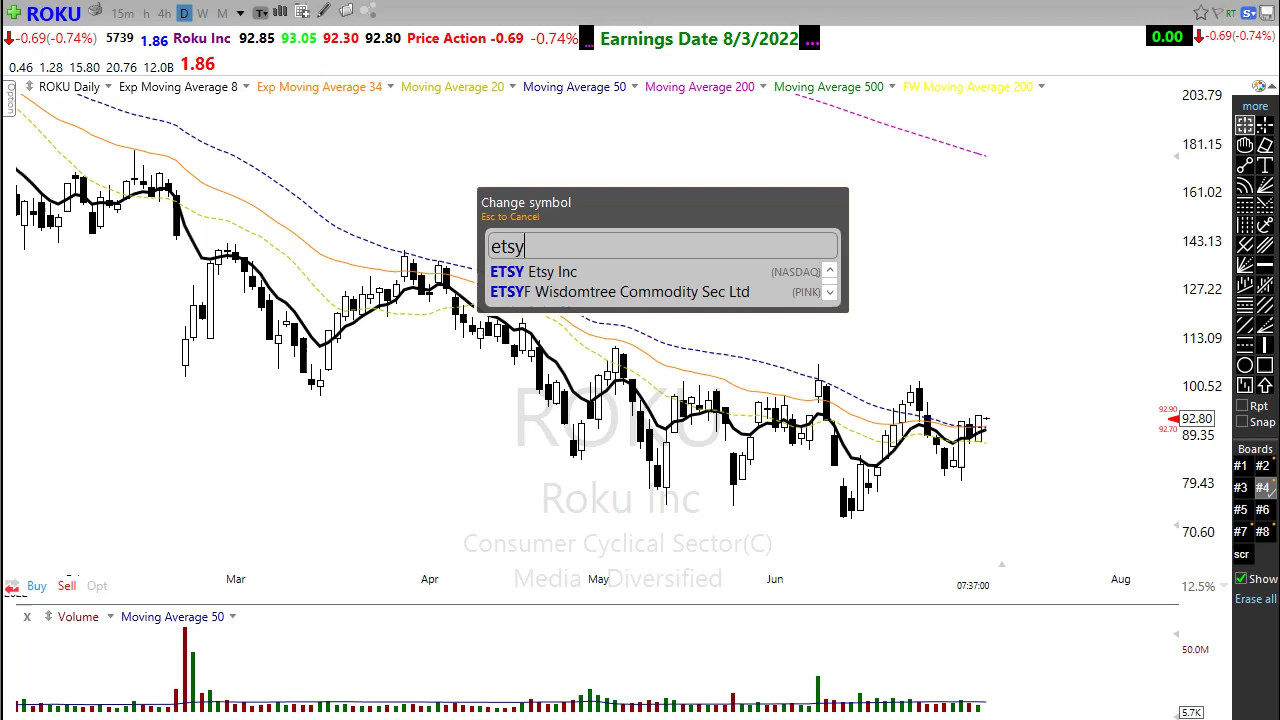 ROKU 15m h 4h D W M T RT S
-0.69(-0.74%) 5739 1.86 Roku Inc 92.85 93.05 92.30 92.80 Price Action -0.69 -0.74% ... Earnings Date 8/3/2022 ... 0.00 -0.69(-0.74%)
0.46 1.28 15.80 20.76 12.0B 1.86
Option
ROKU Daily Exp Moving Average 8 Exp Moving Average 34 Moving Average 20 Moving Average 50 Moving Average 200 Moving Average 500 FW Moving Average 200
203.79
181.15
161.02
143.13
127.22
113.09
100.52
92.90
92.80
92.70
89.35
79.43
70.60
12.5%
Change symbol
Esc to Cancel
etsy
ETSY Etsy Inc (NASDAQ)
ETSYF Wisdomtree Commodity Sec Ltd (PINK)
ROKU
Roku Inc
Consumer Cyclical Sector(C)
Media - Diversified
Mar Apr May Jun Aug
07:37:00
Buy Sell Opt
x Volume Moving Average 50
50.0M
5.7K
more
T
Rpt
Snap
Boards
#1 #2
#3 #4
#5 #6
#7 #8
scr
Show
Erase all